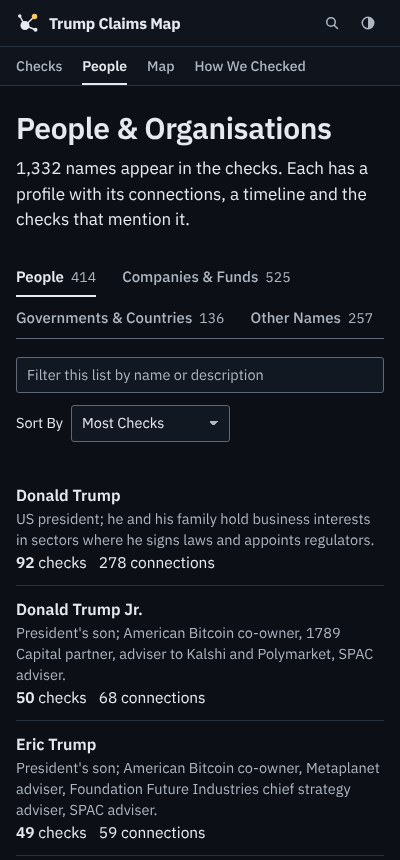 Trump Claims Map
Checks People Map How We Checked
People & Organisations
1,332 names appear in the checks. Each has a
profile with its connections, a timeline and the
checks that mention it.
People 414 Companies & Funds 525
Governments & Countries 136 Other Names 257
Filter this list by name or description
Sort By Most Checks
Donald Trump
US president; he and his family hold business interests
in sectors where he signs laws and appoints regulators.
92 checks 278 connections
Donald Trump Jr.
President's son; American Bitcoin co-owner, 1789
Capital partner, adviser to Kalshi and Polymarket, SPAC
adviser.
50 checks 68 connections
Eric Trump
President's son; American Bitcoin co-owner, Metaplanet
adviser, Foundation Future Industries chief strategy
adviser, SPAC adviser.
49 checks 59 connections